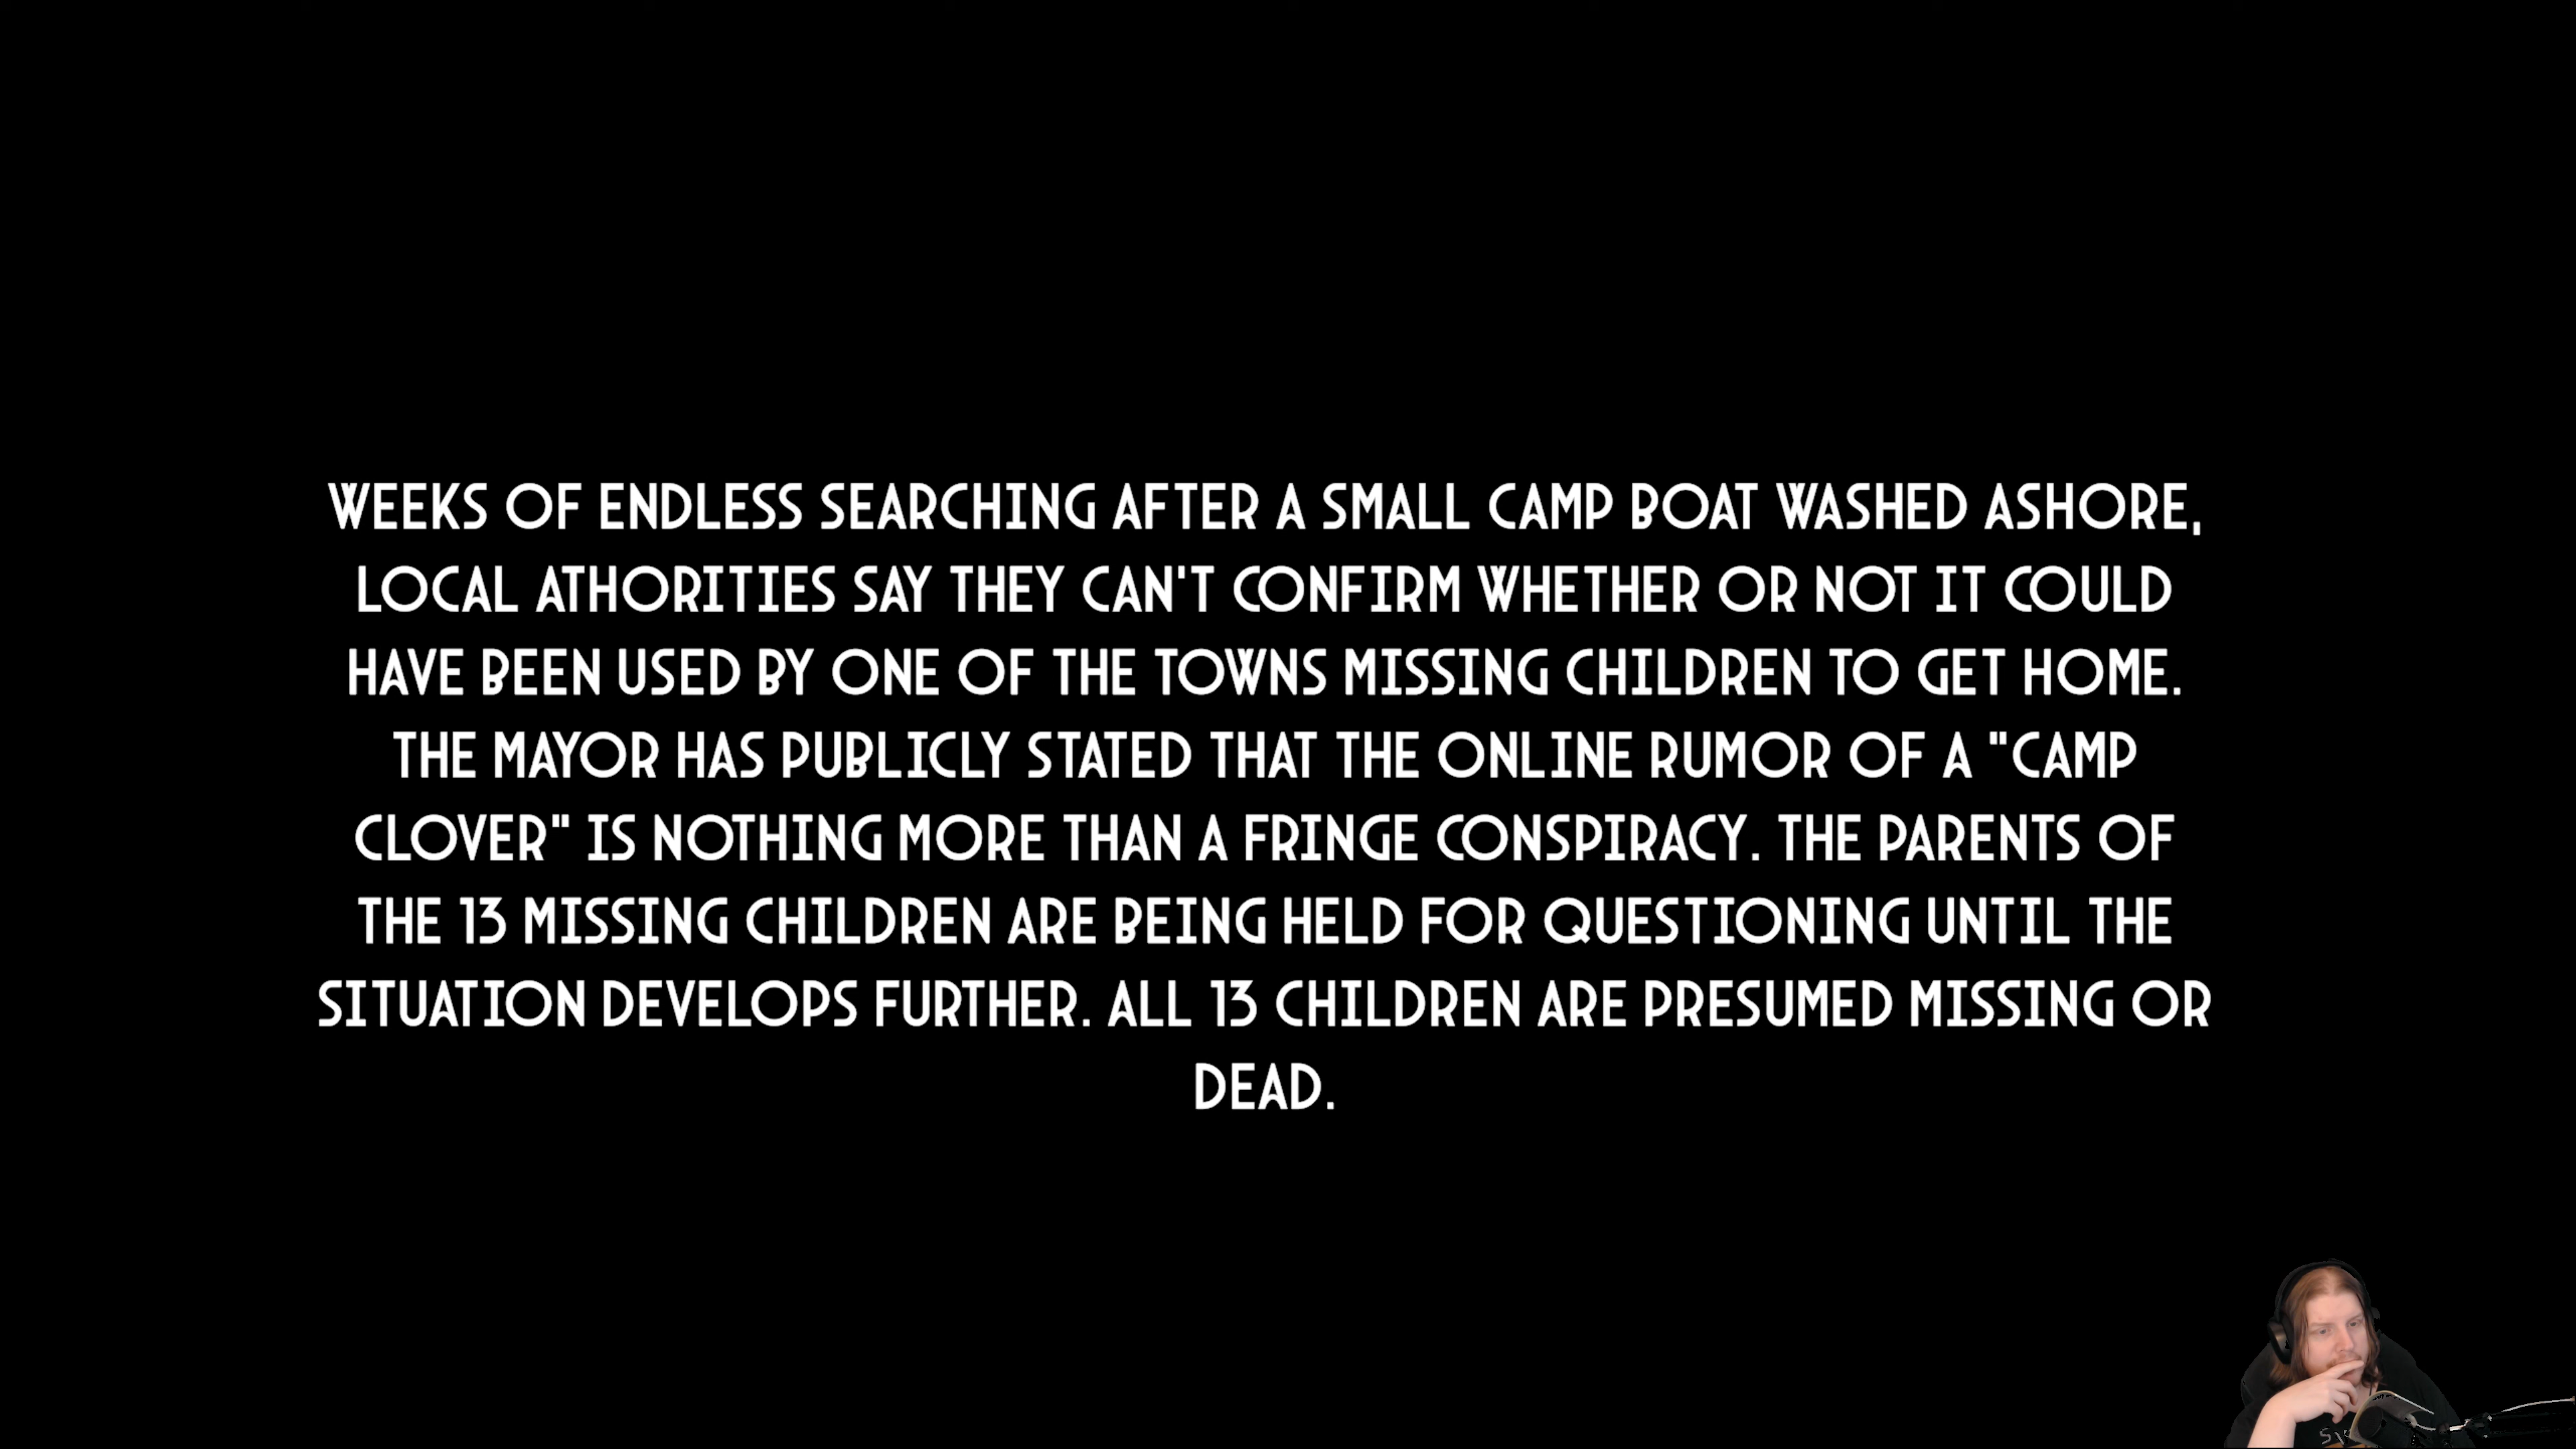 WEEKS OF ENDLESS SEARCHING AFTER A SMALL CAMP BOAT WASHED ASHORE,
LOCAL ATHORITIES SAY THEY CAN'T CONFIRM WHETHER OR NOT IT COULD
HAVE BEEN USED BY ONE OF THE TOWNS MISSING CHILDREN TO GET HOME.
THE MAYOR HAS PUBLICLY STATED THAT THE ONLINE RUMOR OF A "CAMP
CLOVER" IS NOTHING MORE THAN A FRINGE CONSPIRACY. THE PARENTS OF
THE 13 MISSING CHILDREN ARE BEING HELD FOR QUESTIONING UNTIL THE
SITUATION DEVELOPS FURTHER. ALL 13 CHILDREN ARE PRESUMED MISSING OR
DEAD.